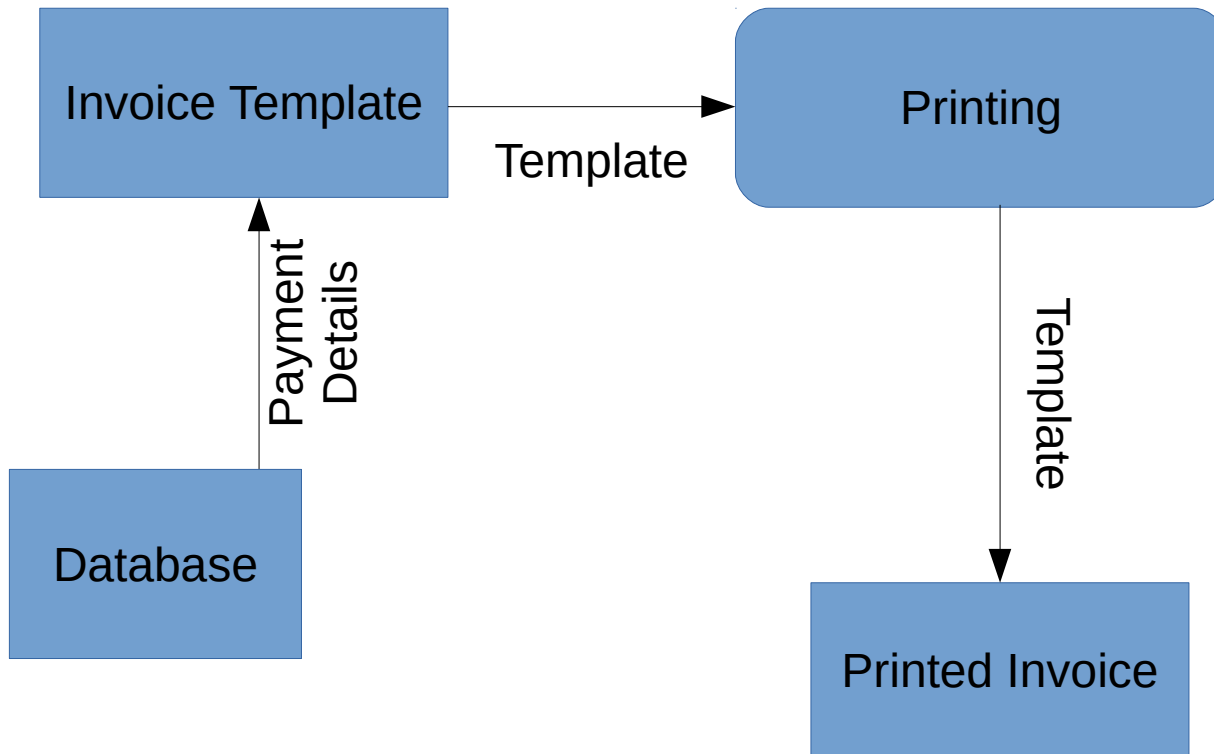 Invoice Template
Printing
Template
Payment
Details
Template
Database
Printed Invoice